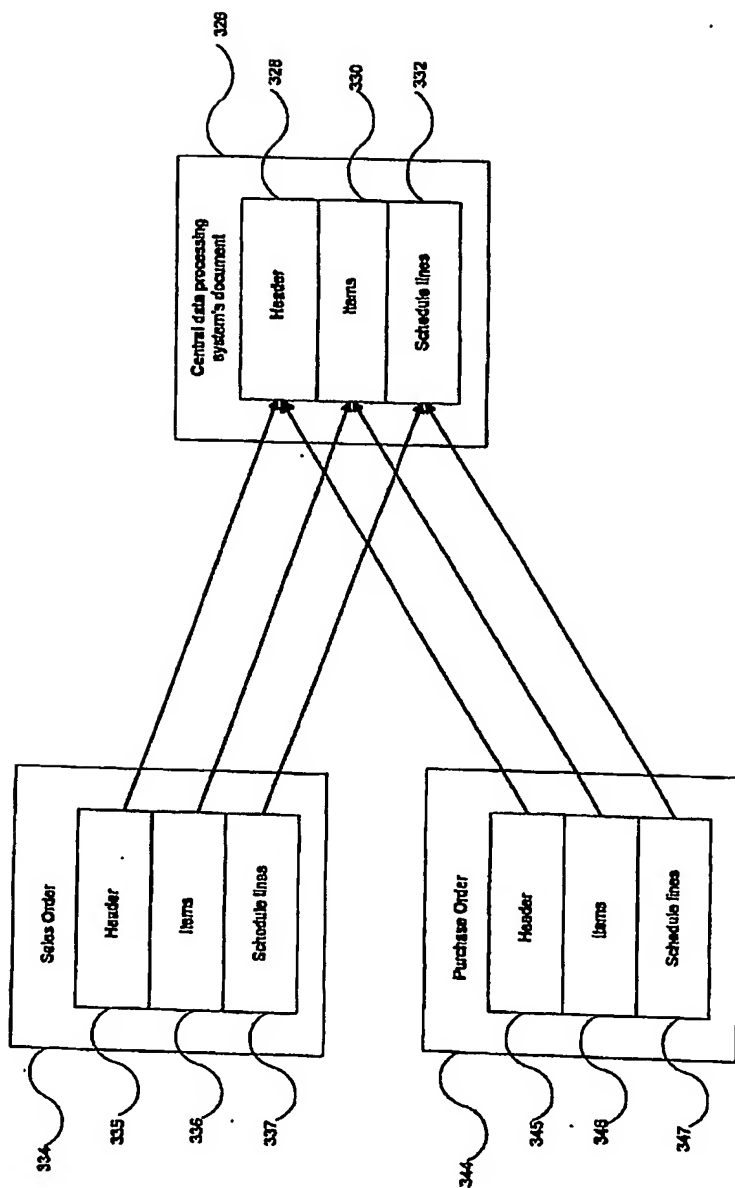 326
Central data processing
system's document
Header
328
Items
330
Schedule lines
332
334
Sales Order
335
Header
336
Items
337
Schedule lines
344
Purchase Order
345
Header
346
Items
347
Schedule lines